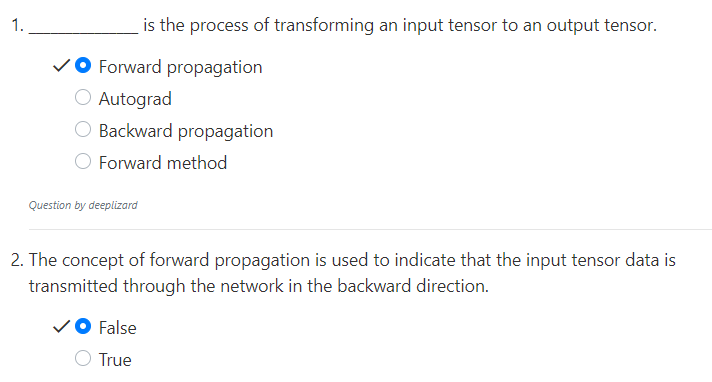 1. _____________ is the process of transforming an input tensor to an output tensor.
Forward propagation
Autograd
Backward propagation
Forward method
Question by deeplizard
2. The concept of forward propagation is used to indicate that the input tensor data is
transmitted through the network in the backward direction.
False
True